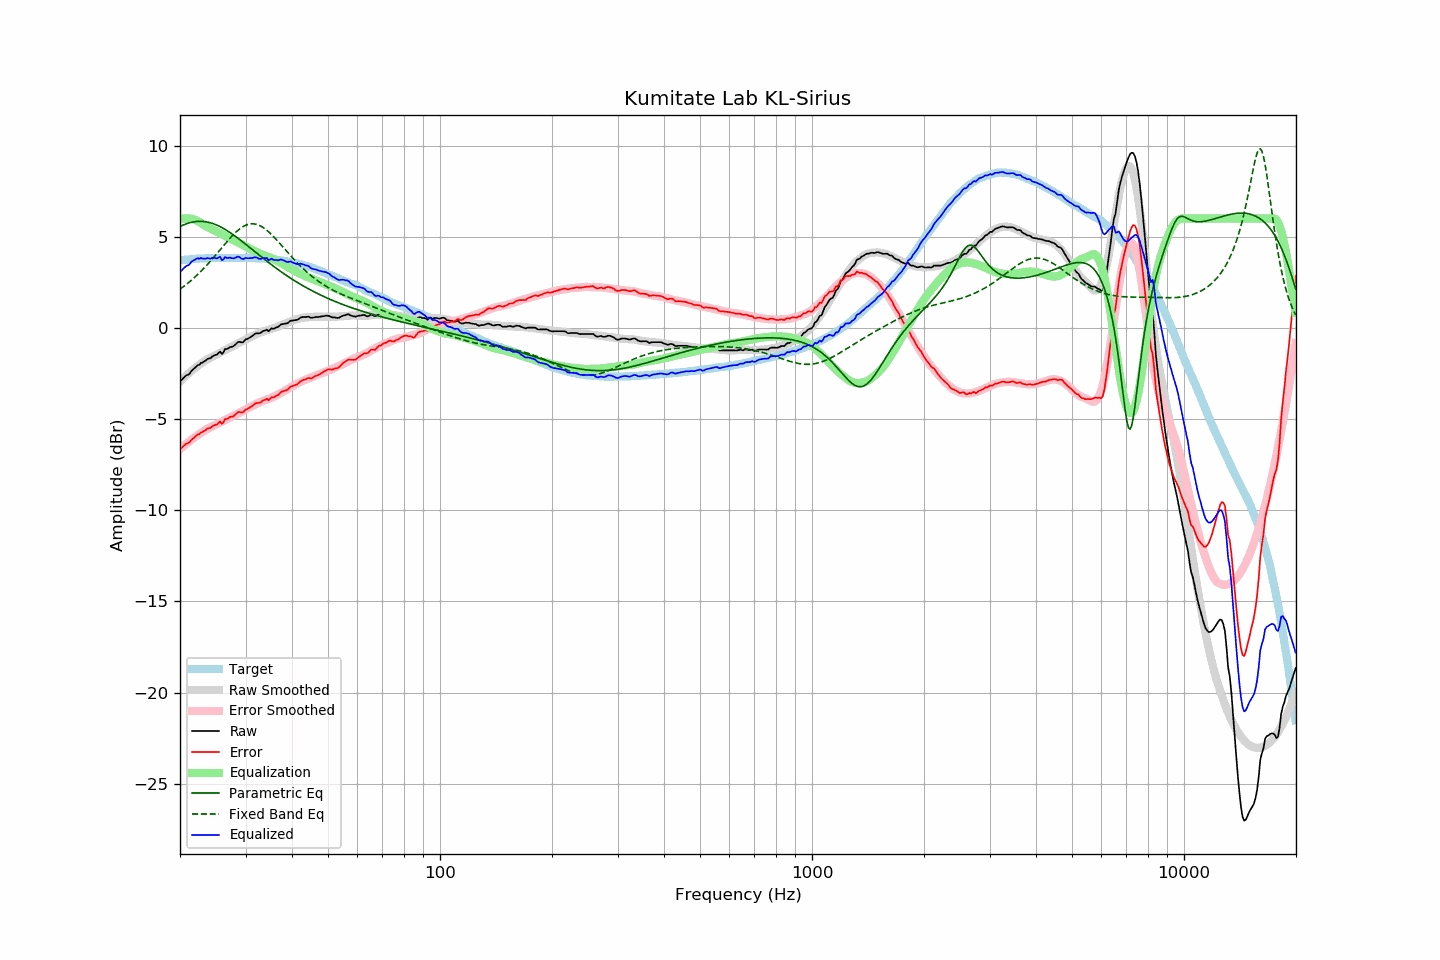 Kumitate Lab KL-Sirius
10
5
0
−5
−10
−15
−20
−25
Amplitude (dBr)
Target
Raw Smoothed
Error Smoothed
Raw
Error
Equalization
Parametric Eq
Fixed Band Eq
Equalized
100
1000
10000
Frequency (Hz)